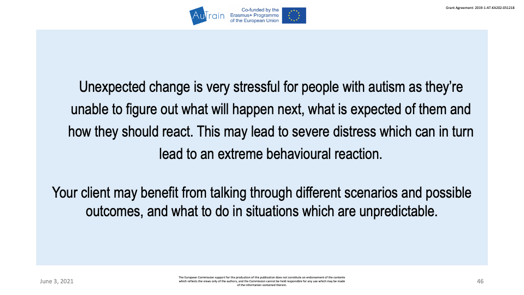 AuTrain
Co-funded by the
Erasmus+ Programme
of the European Union
Grant Agreement: 2019-1-AT-KA202-051218
Unexpected change is very stressful for people with autism as they're
unable to figure out what will happen next, what is expected of them and
how they should react. This may lead to severe distress which can in turn
lead to an extreme behavioural reaction.
Your client may benefit from talking through different scenarios and possible
outcomes, and what to do in situations which are unpredictable.
June 3, 2021
The European Commission support for the production of this publication does not constitute an endorsement of the contents
which reflects the views only of the authors, and the Commission cannot be held responsible for any use which may be made
of the information contained therein.
46